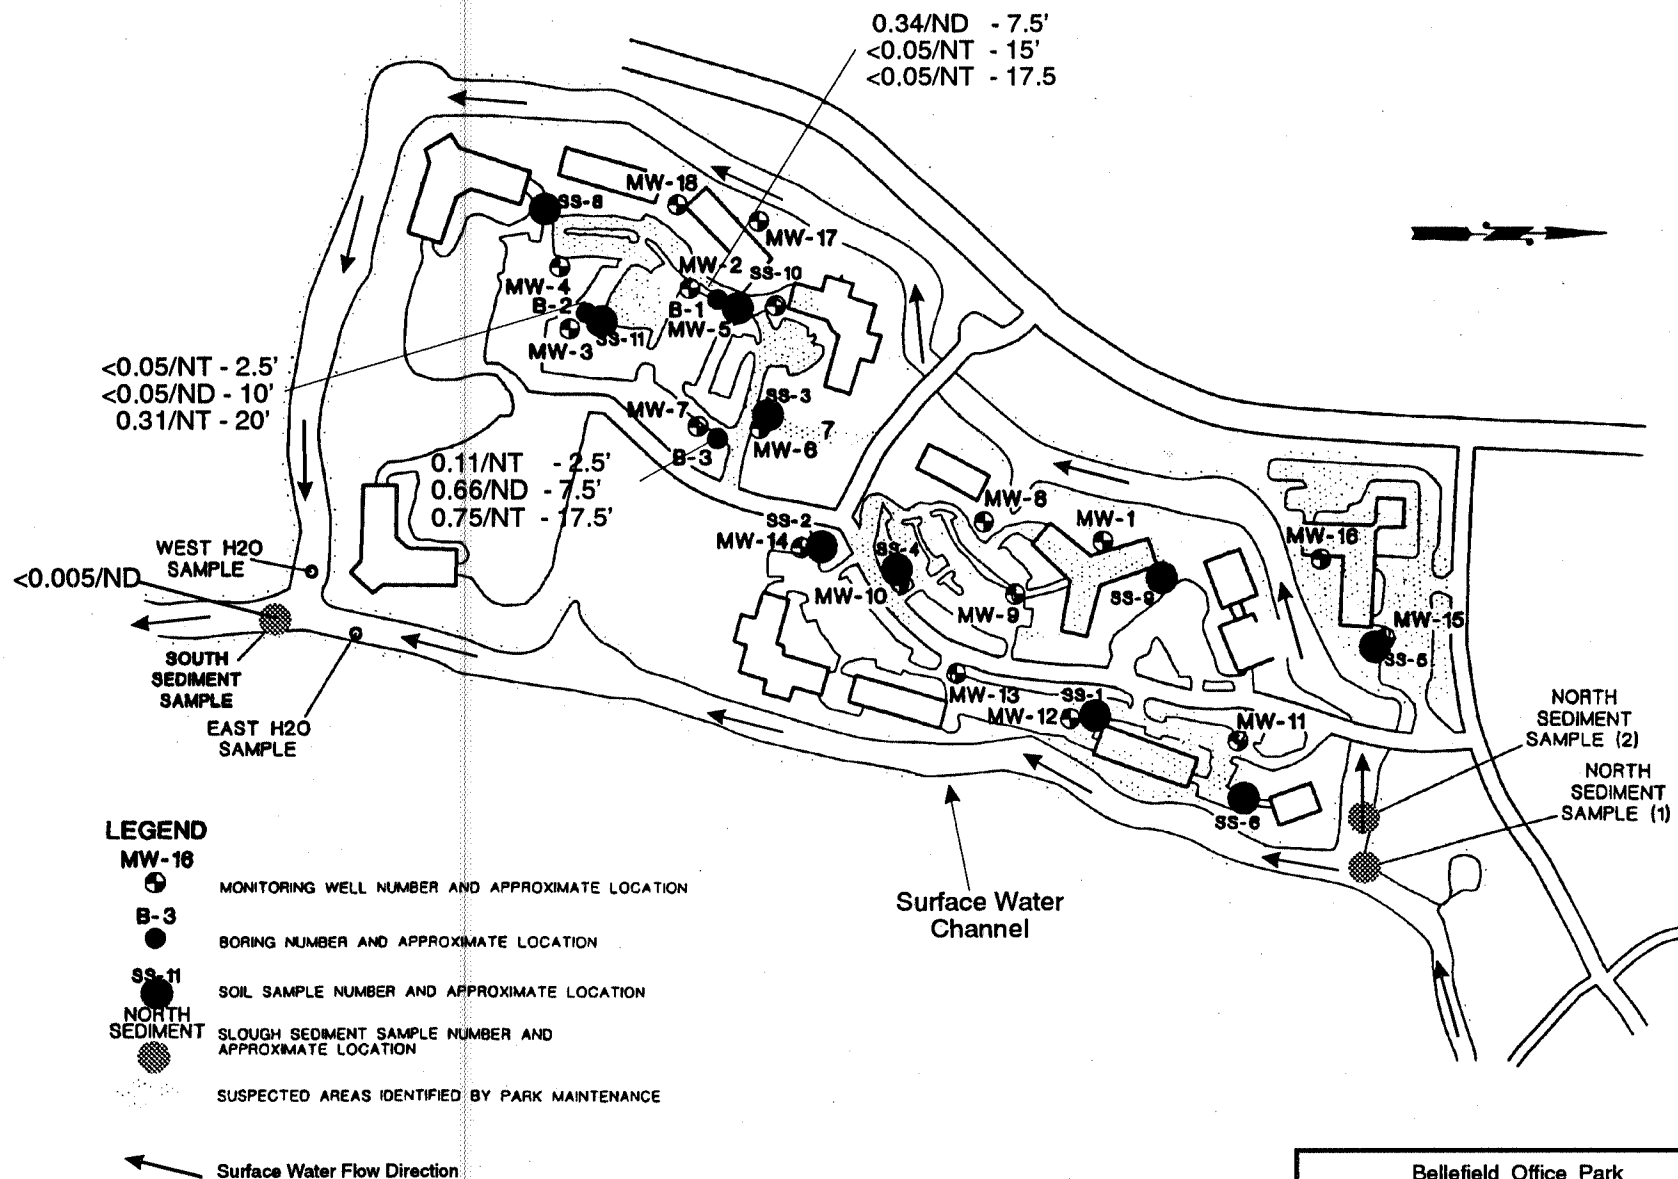 0.34/ND - 7.5'
<0.05/NT - 15'
<0.05/NT - 17.5
MW-18
SS-8
MW-17
MW-2
SS-10
MW-4
B-2
B-1
MW-5
SS-11
MW-3
<0.05/NT - 2.5'
<0.05/ND - 10'
0.31/NT - 20'
SS-3
MW-7
7
MW-6
B-3
0.11/NT - 2.5'
0.66/ND - 7.5'
0.75/NT - 17.5'
MW-8
SS-2
MW-1
MW-14
MW-16
SS-4
WEST H2O
SAMPLE
<0.005/ND
MW-10
SS-9
MW-9
MW-15
SS-5
SOUTH
SEDIMENT
SAMPLE
MW-13
SS-1
MW-12
MW-11
EAST H2O
SAMPLE
NORTH
SEDIMENT
SAMPLE (2)
NORTH
SEDIMENT
SAMPLE (1)
SS-6
Surface Water
Channel
LEGEND
MW-16
MONITORING WELL NUMBER AND APPROXIMATE LOCATION
B-3
BORING NUMBER AND APPROXIMATE LOCATION
SS-11
SOIL SAMPLE NUMBER AND APPROXIMATE LOCATION
NORTH
SEDIMENT
SLOUGH SEDIMENT SAMPLE NUMBER AND
APPROXIMATE LOCATION
SUSPECTED AREAS IDENTIFIED BY PARK MAINTENANCE
Surface Water Flow Direction
Bellefield Office Park